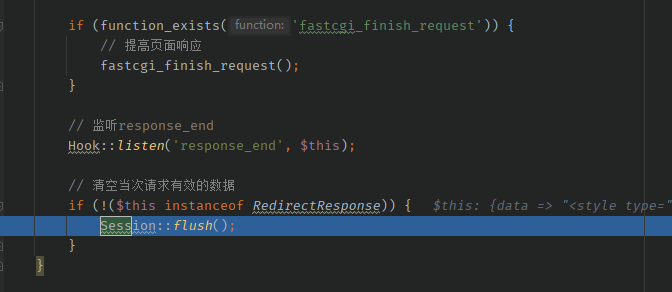 if (function_exists( function: 'fastcgi_finish_request')) {
// 提高页面响应
fastcgi_finish_request();
}
// 监听response_end
Hook::listen('response_end', $this);
// 清空当次请求有效的数据
if (!($this instanceof RedirectResponse)) { $this: {data => "<style type="
Session::flush();
}
}